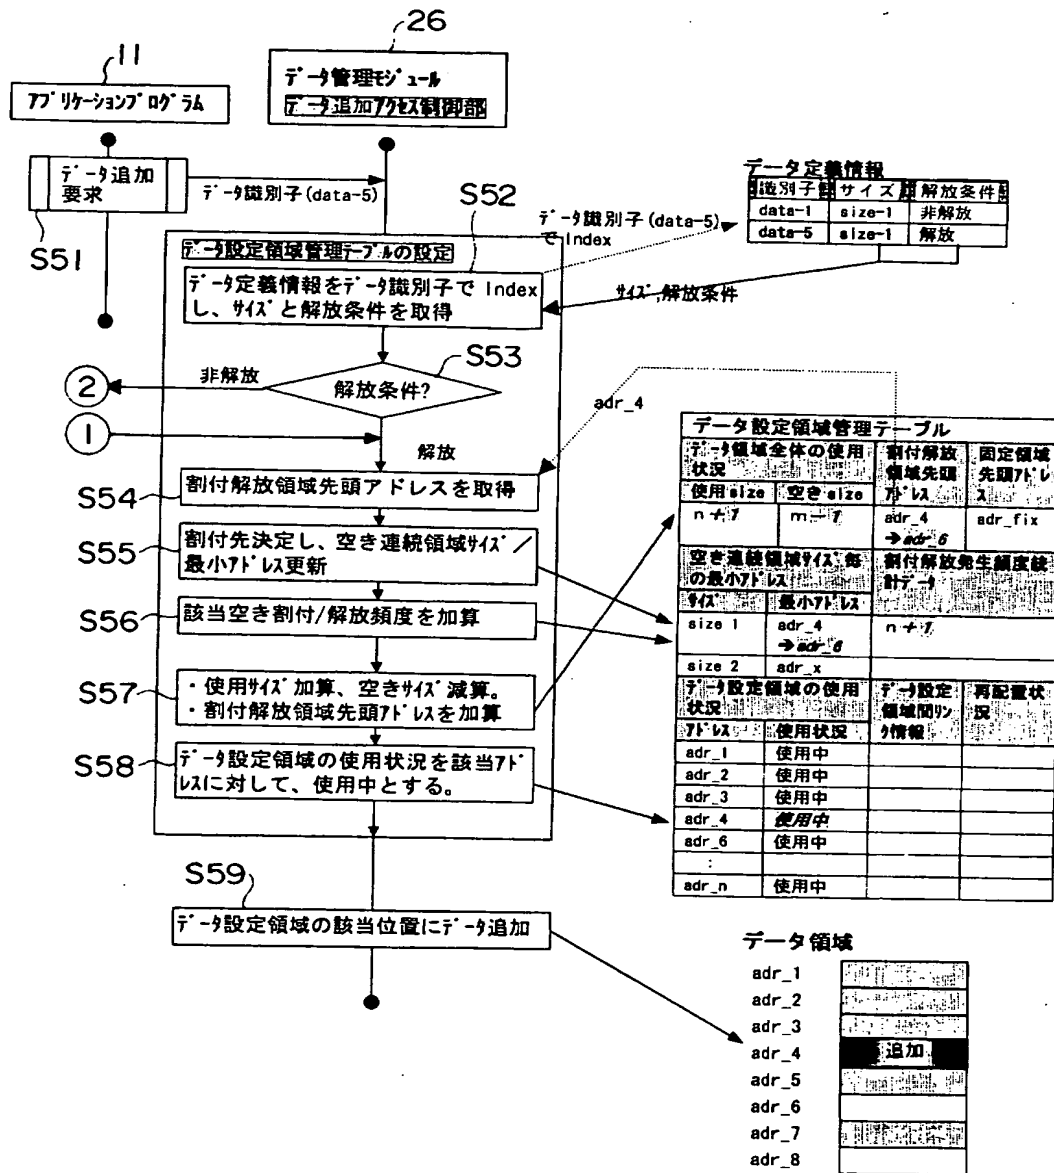 26
11
データ管理モジュール
データ追加アクセス制御部
アプリケーションプログラム
データ追加
要求
データ識別子(data-5)
S51
S52
データ定義情報
識別子 サイズ 解放条件
data-1 size-1 非解放
data-5 size-1 解放
データ識別子(data-5)
で Index
データ設定領域管理テーブルの設定
データ定義情報をデータ識別子で Index
し、サイズと解放条件を取得
サイズ,解放条件
S53
非解放
解放条件?
2
1
解放
adr_4
S54
割付解放領域先頭アドレスを取得
S55
割付先決定し、空き連続領域サイズ/
最小アドレス更新
S56
該当空き割付/解放頻度を加算
S57
・使用サイズ加算、空きサイズ減算。
・割付解放領域先頭アドレスを加算
S58
データ設定領域の使用状況を該当アド
レスに対して、使用中とする。
S59
データ設定領域の該当位置にデータ追加
データ設定領域管理テーブル
データ領域全体の使用
状況
割付解放
領域先頭
アドレス
固定領域
先頭アドレ
ス
使用size 空きsize
n+1 m-1 adr_4 adr_fix
→adr_6
空き連続領域サイズ毎
の最小アドレス
割付解放発生頻度統
計データ
サイズ 最小アドレス
size 1 adr_4 n+1
→adr_6
size 2 adr_x
データ設定領域の使用
状況
データ設定
領域間リン
ク情報
再配置状
況
アドレス 使用状況
adr_1 使用中
adr_2 使用中
adr_3 使用中
adr_4 使用中
adr_6 使用中
:
adr_n 使用中
データ領域
adr_1
adr_2
adr_3
adr_4 追加
adr_5
adr_6
adr_7
adr_8